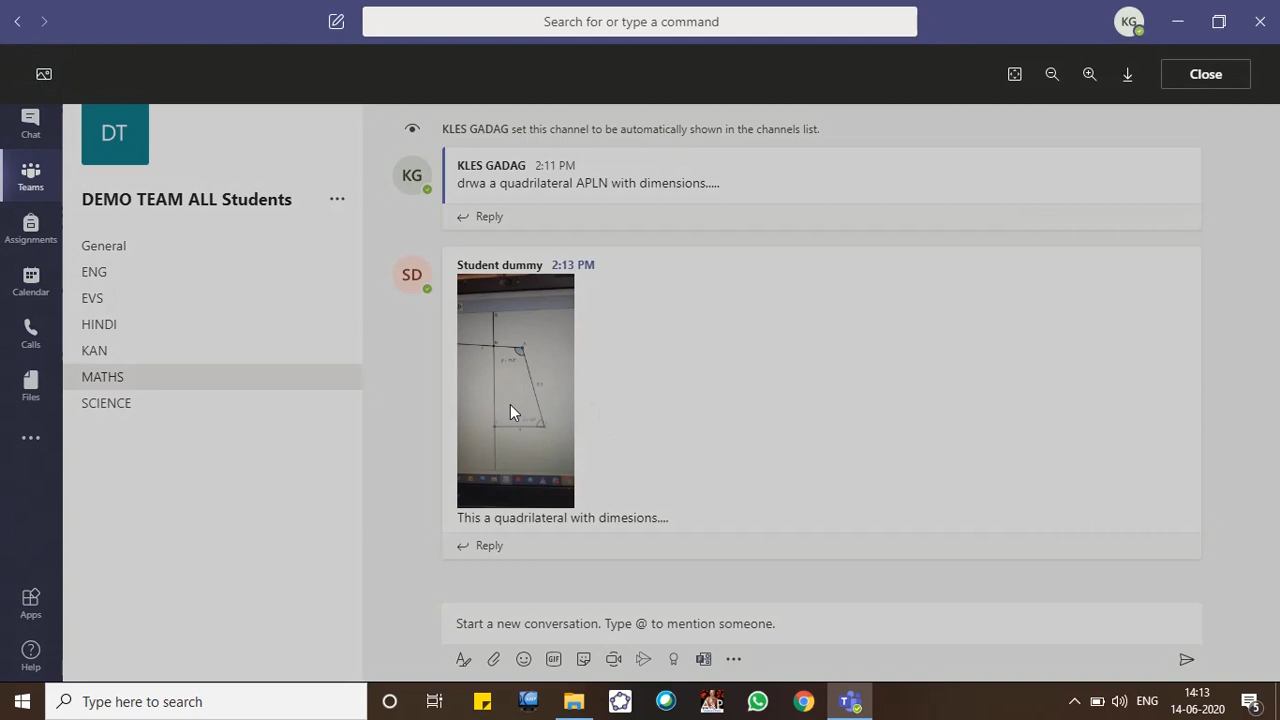 Search for or type a command
KG
Close
Chat
Teams
Assignments
Calendar
Calls
Files
Apps
Help
DT
DEMO TEAM ALL Students
General
ENG
EVS
HINDI
KAN
MATHS
SCIENCE
KLES GADAG set this channel to be automatically shown in the channels list.
KG
KLES GADAG 2:11 PM
drwa a quadrilateral APLN with dimensions.....
Reply
SD
Student dummy 2:13 PM
This a quadrilateral with dimesions....
Reply
Start a new conversation. Type @ to mention someone.
GIF
Type here to search
ENG
14:13
14-06-2020
5